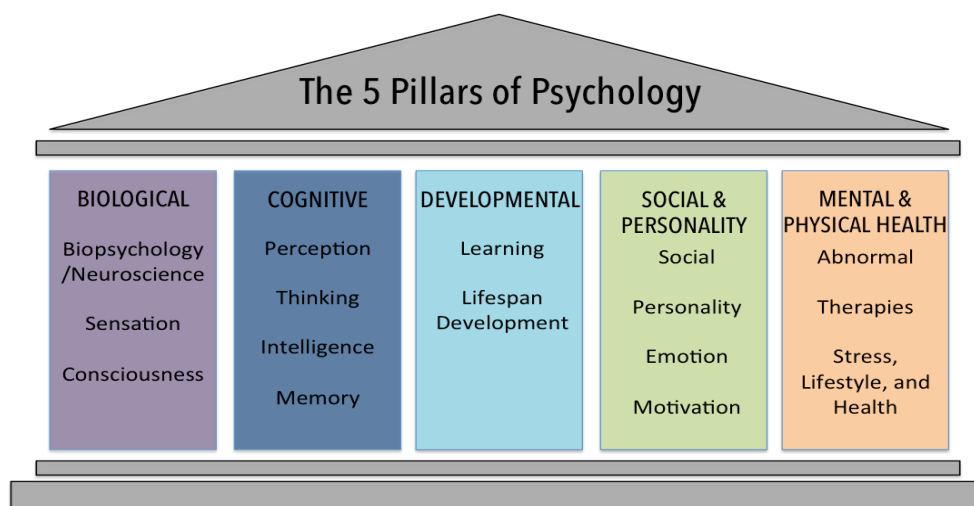 The 5 Pillars of Psychology
BIOLOGICAL
Biopsychology
/Neuroscience
Sensation
Consciousness
COGNITIVE
Perception
Thinking
Intelligence
Memory
DEVELOPMENTAL
Learning
Lifespan
Development
SOCIAL &
PERSONALITY
Social
Personality
Emotion
Motivation
MENTAL &
PHYSICAL HEALTH
Abnormal
Therapies
Stress,
Lifestyle, and
Health